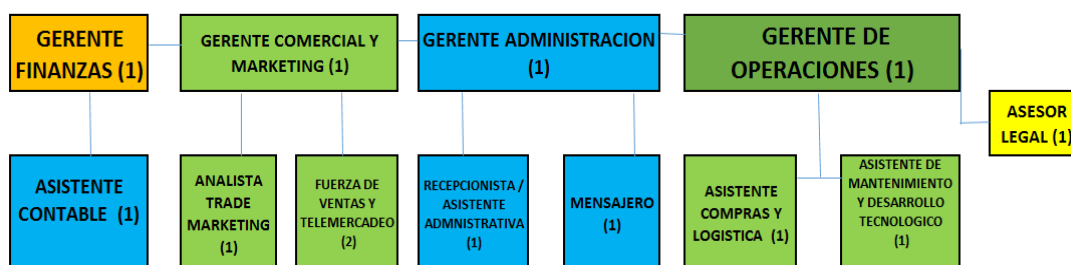 GERENTE
FINANZAS (1)
GERENTE COMERCIAL Y
MARKETING (1)
GERENTE ADMINISTRACION
(1)
GERENTE DE
OPERACIONES (1)
ASESOR
LEGAL (1)
ASISTENTE
CONTABLE (1)
ANALISTA
TRADE
MARKETING
(1)
FUERZA DE
VENTAS Y
TELEMERCADEO
(2)
RECEPCIONISTA /
ASISTENTE
ADMNISTRATIVA
(1)
MENSAJERO
(1)
ASISTENTE
COMPRAS Y
LOGISTICA (1)
ASISTENTE DE
MANTENIMIENTO
Y DESARROLLO
TECNOLOGICO
(1)